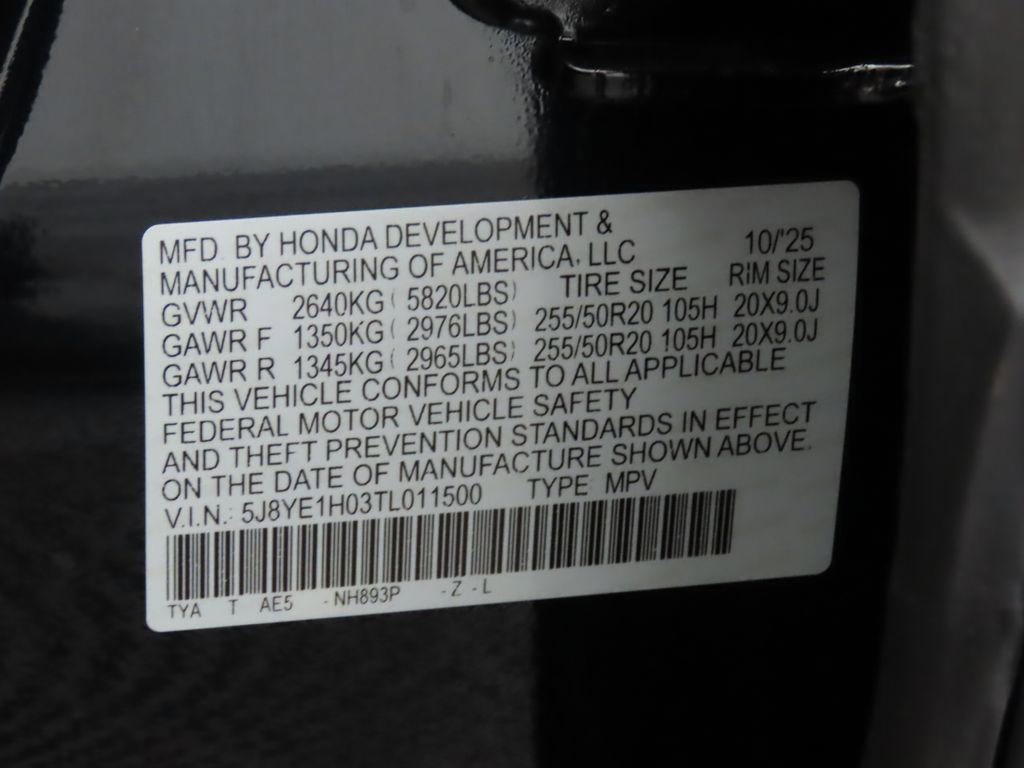 MFD. BY HONDA DEVELOPMENT &
MANUFACTURING OF AMERICA, LLC 10/'25
GVWR 2640KG ( 5820LBS) TIRE SIZE RIM SIZE
GAWR F 1350KG ( 2976LBS) 255/50R20 105H 20X9.0J
GAWR R 1345KG ( 2965LBS) 255/50R20 105H 20X9.0J
THIS VEHICLE CONFORMS TO ALL APPLICABLE
FEDERAL MOTOR VEHICLE SAFETY
AND THEFT PREVENTION STANDARDS IN EFFECT
ON THE DATE OF MANUFACTURE SHOWN ABOVE.
V.I.N.: 5J8YE1H03TL011500 TYPE: MPV
TYA T AE5 - NH893P - Z - L